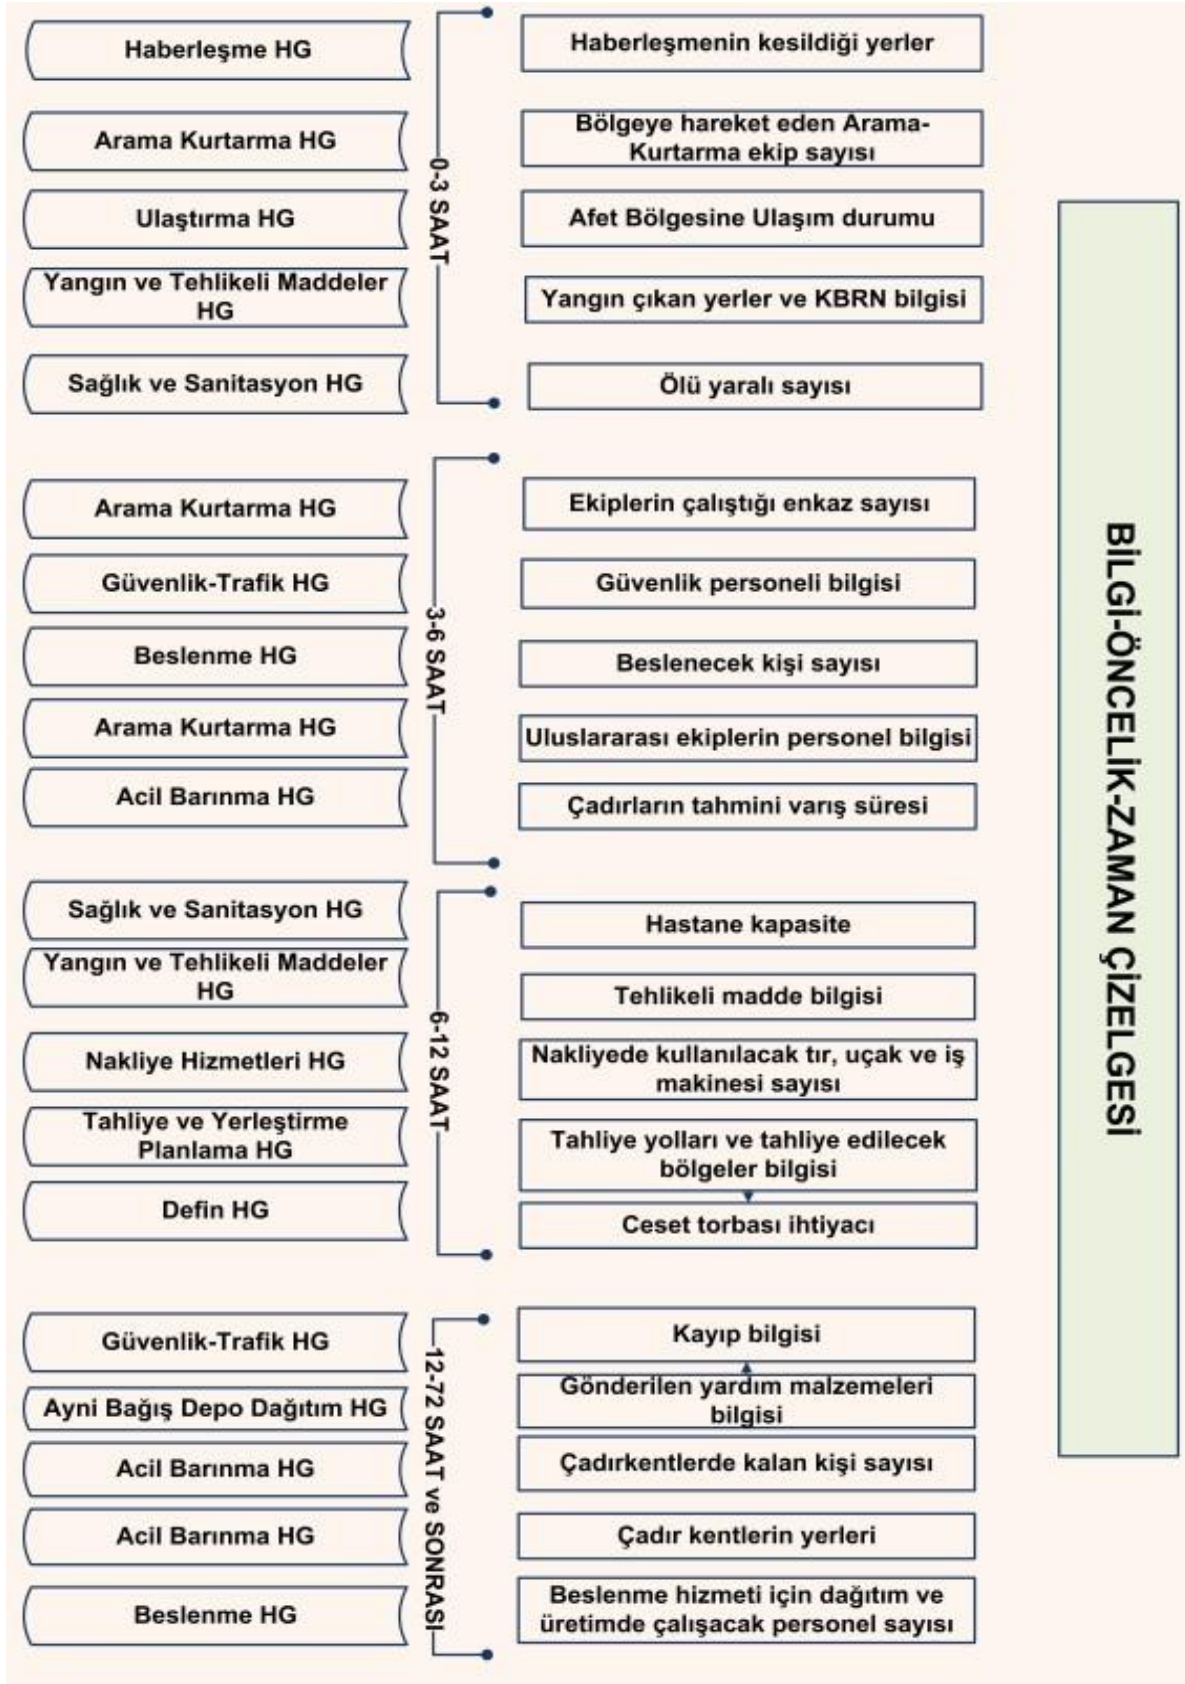 Haberleşme HG
Haberleşmenin kesildiği yerler
Arama Kurtarma HG
Bölgeye hareket eden Arama-
Kurtarma ekip sayısı
Ulaştırma HG
Afet Bölgesine Ulaşım durumu
Yangın ve Tehlikeli Maddeler
HG
Yangın çıkan yerler ve KBRN bilgisi
Sağlık ve Sanitasyon HG
Ölü yaralı sayısı
0-3 SAAT
Arama Kurtarma HG
Ekiplerin çalıştığı enkaz sayısı
Güvenlik-Trafik HG
Güvenlik personeli bilgisi
Beslenme HG
Beslenecek kişi sayısı
Arama Kurtarma HG
Uluslararası ekiplerin personel bilgisi
Acil Barınma HG
Çadırların tahmini varış süresi
3-6 SAAT
Sağlık ve Sanitasyon HG
Hastane kapasite
Yangın ve Tehlikeli Maddeler
HG
Tehlikeli madde bilgisi
Nakliye Hizmetleri HG
Nakliyede kullanılacak tır, uçak ve iş
makinesi sayısı
Tahliye ve Yerleştirme
Planlama HG
Tahliye yolları ve tahliye edilecek
bölgeler bilgisi
Defin HG
Ceset torbası ihtiyacı
6-12 SAAT
Güvenlik-Trafik HG
Kayıp bilgisi
Ayni Bağış Depo Dağıtım HG
Gönderilen yardım malzemeleri
bilgisi
Acil Barınma HG
Çadırkentlerde kalan kişi sayısı
Acil Barınma HG
Çadır kentlerin yerleri
Beslenme HG
Beslenme hizmeti için dağıtım ve
üretimde çalışacak personel sayısı
12-72 SAAT ve SONRASI
BİLGİ-ÖNCELİK-ZAMAN ÇİZELGESİ